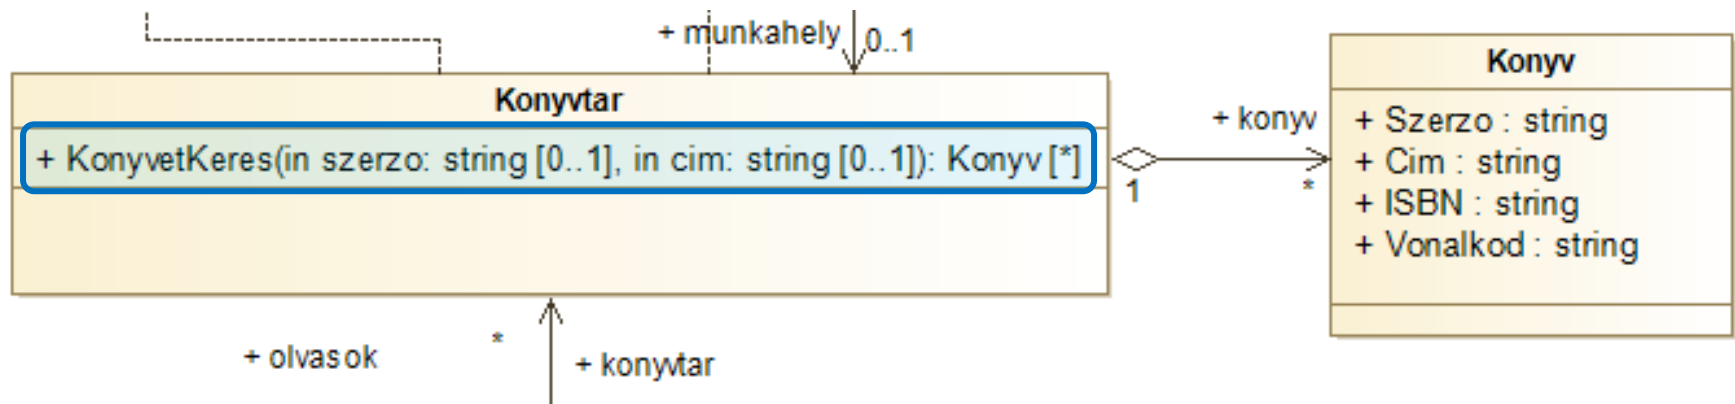 + munkahely
0..1
Konyvtar
+ KonyvetKeres(in szerzo: string [0..1], in cim: string [0..1]): Konyv [*]
1
+ konyv
*
Konyv
+ Szerzo : string
+ Cim : string
+ ISBN : string
+ Vonalkod : string
+ olvasok
*
+ konyvtar